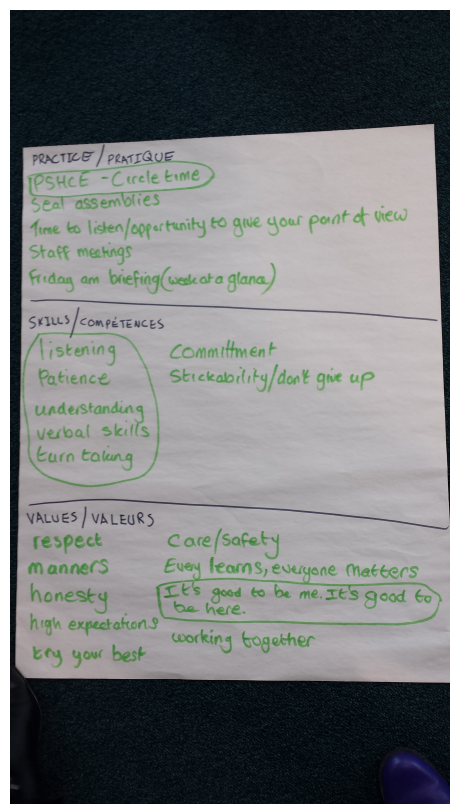 PRACTICE/PRATIQUE
PSHCE - Circle time
Seal assemblies
Time to listen/opportunity to give your point of view
Staff meetings
Friday am briefing (week at a glance)
SKILLS/COMPÉTENCES
listening
Patience
understanding
verbal skills
turn taking
Committment
Stickability/don't give up
VALUES/VALEURS
respect
manners
honesty
high expectations
try your best
Care/Safety
Every learns, everyone matters
It's good to be me. It's good to
be here.
working together